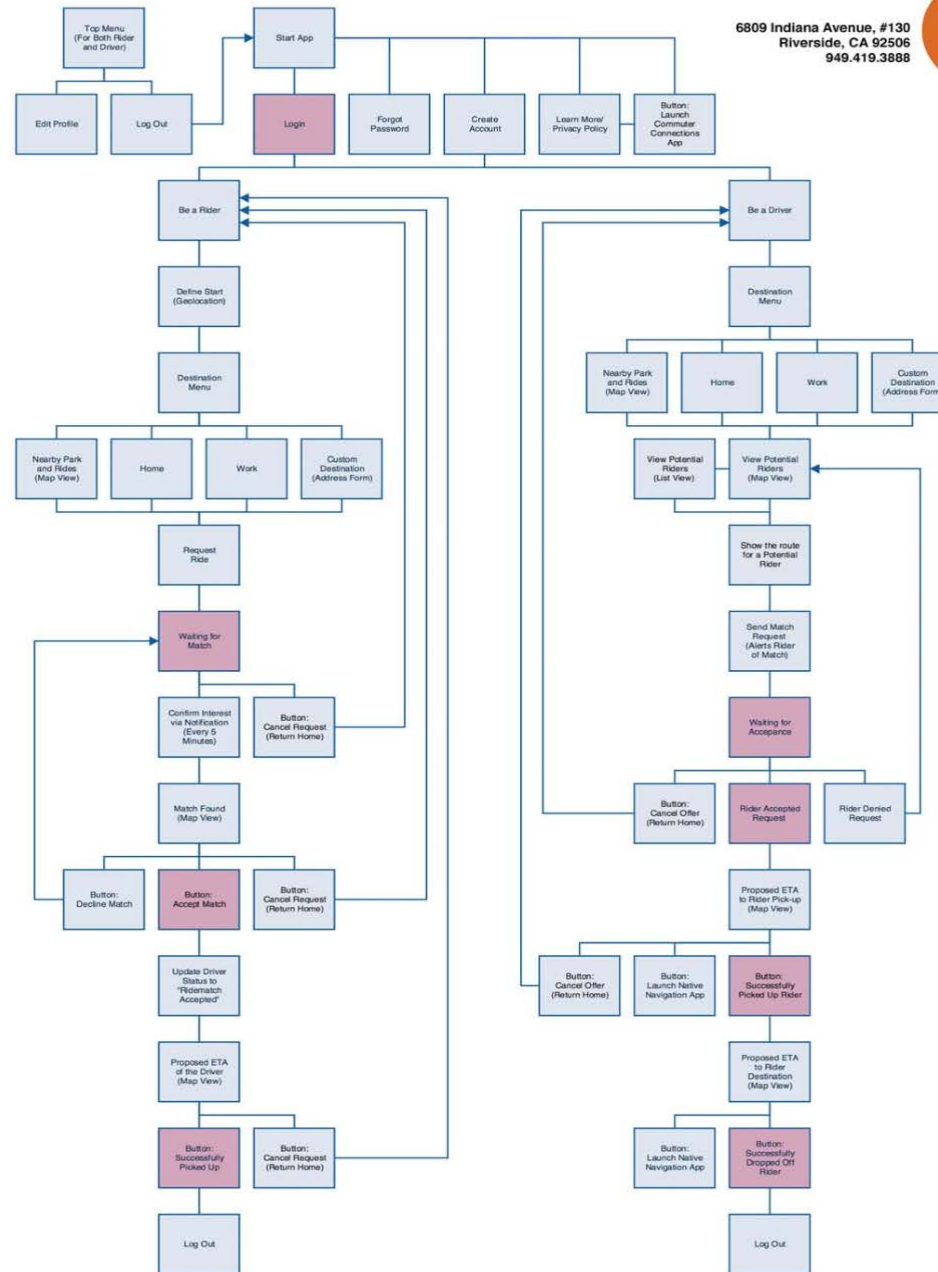 6809 Indiana Avenue, #130
Riverside, CA 92506
949.419.3888
Top Menu
(For Both Rider
and Driver)
Start App
Edit Profile
Log Out
Login
Forgot
Password
Create
Account
Learn More/
Privacy Policy
Button:
Launch
Commuter
Connections
App
Be a Rider
Be a Driver
Define Start
(Geolocation)
Destination
Menu
Destination
Menu
Nearby Park
and Rides
(Map View)
Home
Work
Custom
Destination
(Address Form)
Nearby Park
and Rides
(Map View)
Home
Work
Custom
Destination
(Address Form
View Potential
Riders
(List View)
View Potential
Riders
(Map View)
Request
Ride
Show the route
for a Potential
Rider
Waiting for
Match
Send Match
Request
(Alerts Rider
of Match)
Confirm Interest
via Notification
(Every 5
Minutes)
Button:
Cancel Request
(Return Home)
Waiting for
Accepance
Match Found
(Map View)
Button:
Cancel Offer
(Return Home)
Rider Accepted
Request
Rider Denied
Request
Button:
Decline Match
Button:
Accept Match
Button:
Cancel Request
(Return Home)
Proposed ETA
to Rider Pick-up
(Map View)
Update Driver
Status to
"Ridematch
Accepted"
Button:
Cancel Offer
(Return Home)
Button:
Launch Native
Navigation App
Button:
Successfully
Picked Up Rider
Proposed ETA
of the Driver
(Map View)
Proposed ETA
to Rider
Destination
(Map View)
Button:
Successfully
Picked Up
Button:
Cancel Request
(Return Home)
Button:
Launch Native
Navigation App
Button:
Successfully
Dropped Off
Rider
Log Out
Log Out